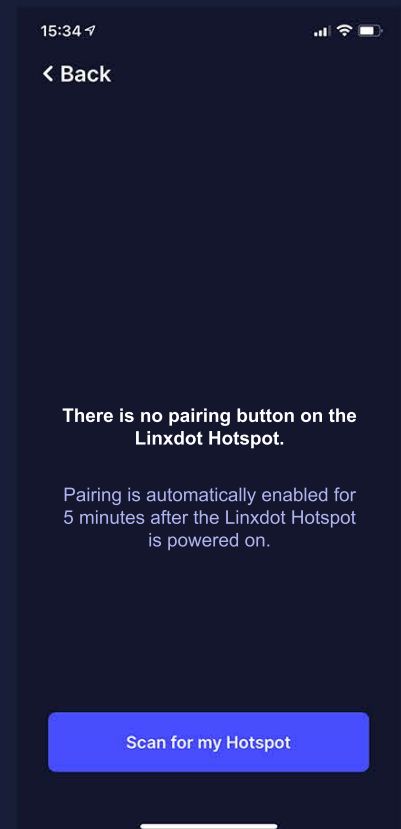 15:34
Back
There is no pairing button on the
Linxdot Hotspot.
Pairing is automatically enabled for
5 minutes after the Linxdot Hotspot
is powered on.
Scan for my Hotspot